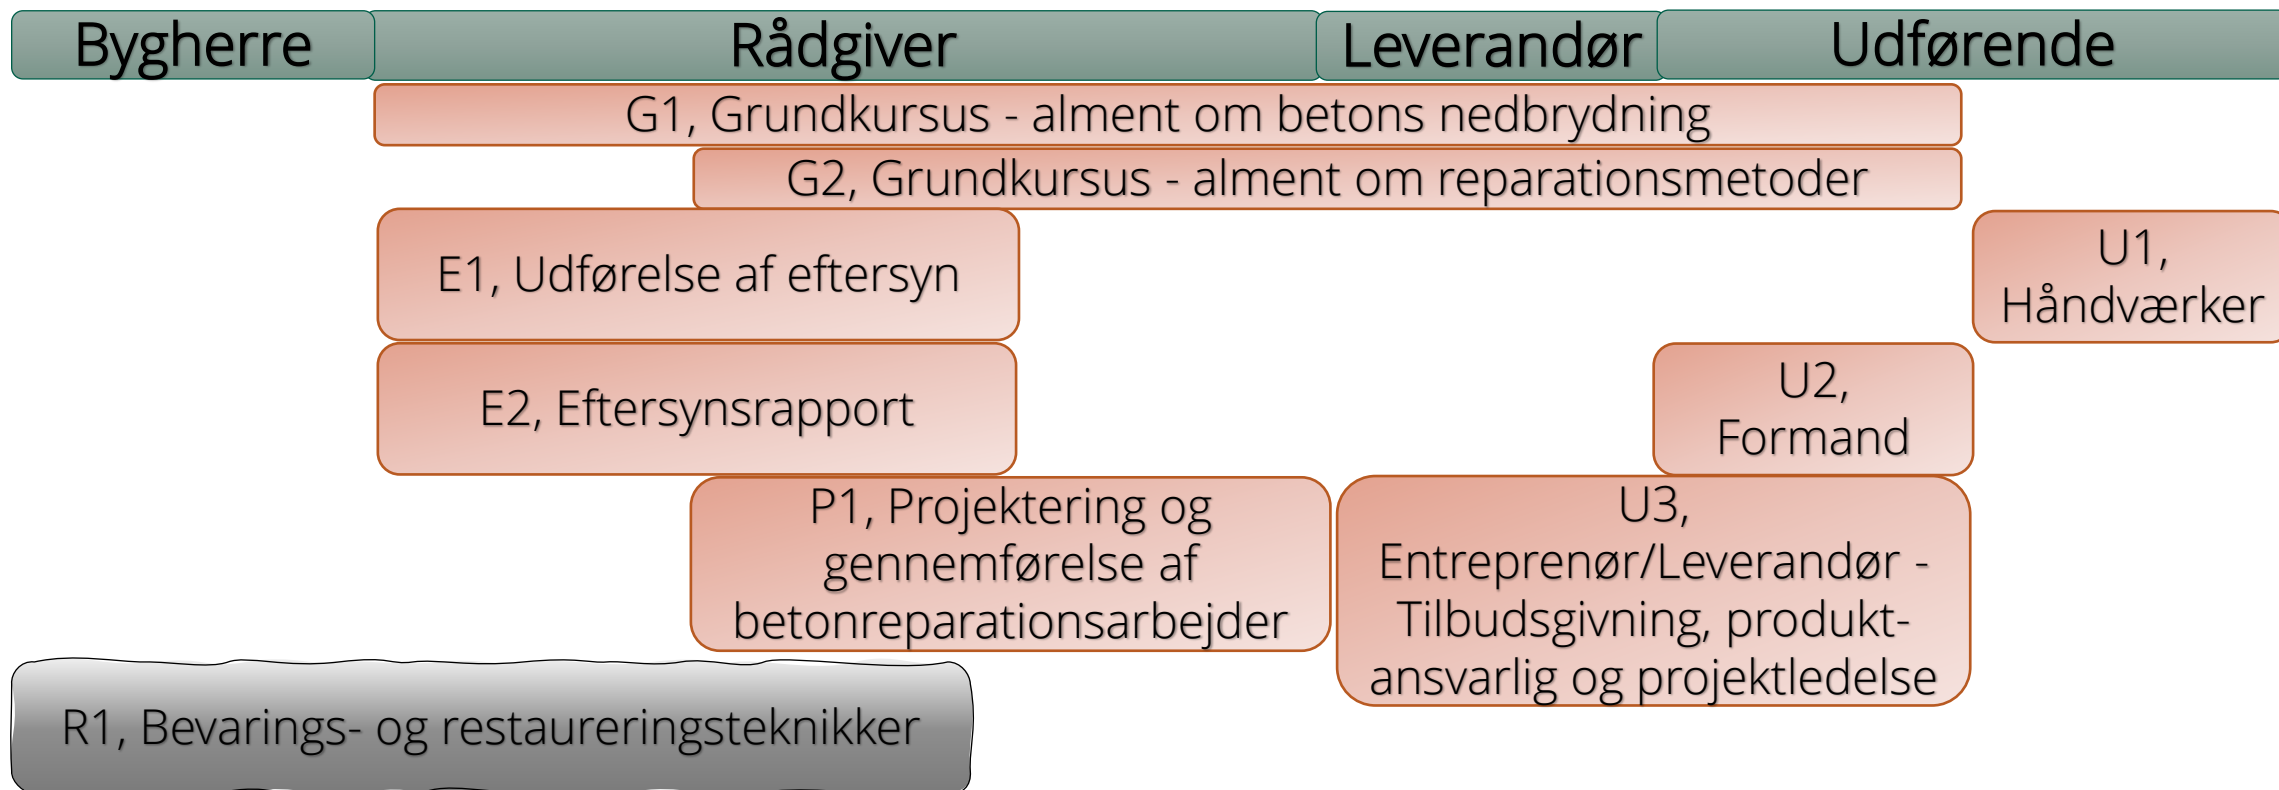 Bygherre
Rådgiver
Leverandør
Udførende
G1, Grundkursus - alment om betons nedbrydning
G2, Grundkursus - alment om reparationsmetoder
E1, Udførelse af eftersyn
U1,
Håndværker
E2, Eftersynsrapport
U2,
Formand
P1, Projektering og
gennemførelse af
betonreparationsarbejder
U3,
Entreprenør/Leverandør -
Tilbudsgivning, produkt-
ansvarlig og projektledelse
R1, Bevarings- og restaureringsteknikker